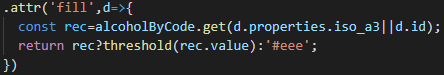 .attr('fill',d=>{
const rec=alcoholByCode.get(d.properties.iso_a3||d.id);
return rec?threshold(rec.value):'#eee';
})